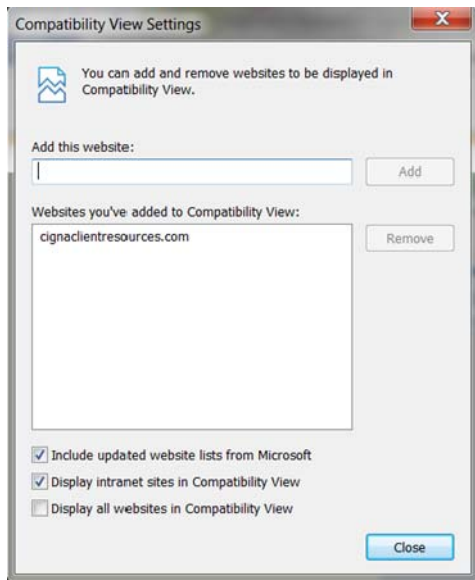 Compatibility View Settings
You can add and remove websites to be displayed in
Compatibility View.
Add this website:
Add
Websites you've added to Compatibility View:
cignaclientresources.com
Remove
Include updated website lists from Microsoft
Display intranet sites in Compatibility View
Display all websites in Compatibility View
Close